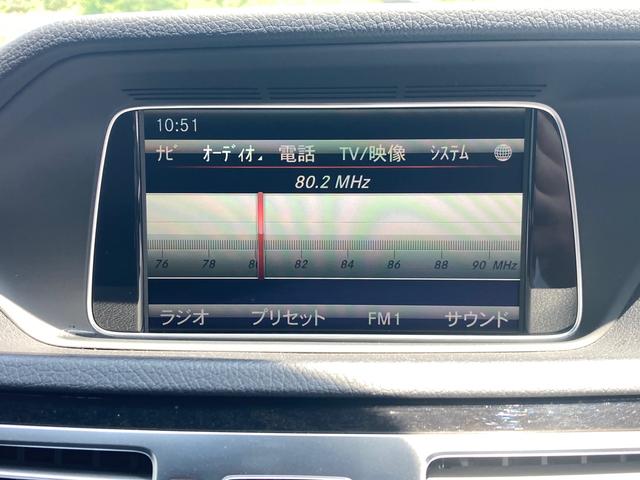 10:51
ナビ オーディオ 電話 TV/映像 システム
80.2 MHz
76 78 80 82 84 86 88 90 MHz
ラジオ プリセット FM1 サウンド